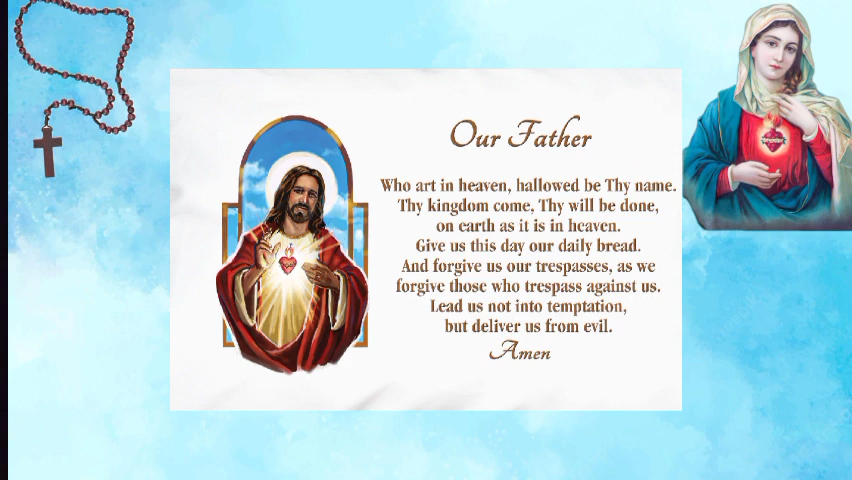 Our Father
Who art in heaven, hallowed be Thy name.
Thy kingdom come, Thy will be done,
on earth as it is in heaven.
Give us this day our daily bread.
And forgive us our trespasses, as we
forgive those who trespass against us.
Lead us not into temptation,
but deliver us from evil.
Amen